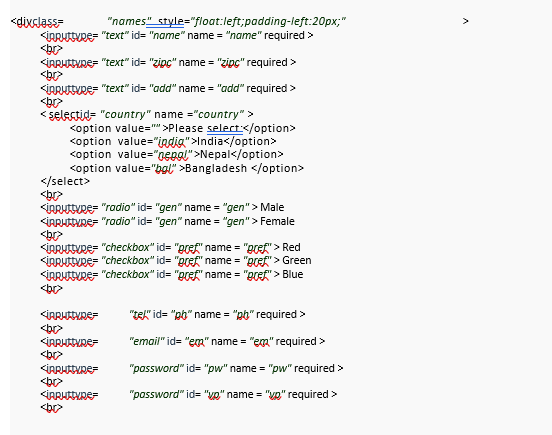 <divclass= "names" style="float:left;padding-left:20px;" >
<inputtype= "text" id= "name" name = "name" required >
<br>
<inputtype= "text" id= "zipc" name = "zipc" required >
<br>
<inputtype= "text" id= "add" name = "add" required >
<br>
< selectid= "country" name ="country" >
<option value="" >Please select:</option>
<option value="india">India</option>
<option value="nepal">Nepal</option>
<option value="bgl" >Bangladesh </option>
</select>
<br>
<inputtype= "radio" id= "gen" name = "gen" > Male
<inputtype= "radio" id= "gen" name = "gen" > Female
<br>
<inputtype= "checkbox" id= "pref" name = "pref" > Red
<inputtype= "checkbox" id= "pref" name = "pref" > Green
<inputtype= "checkbox" id= "pref" name = "pref" > Blue
<br>
<inputtype= "tel" id= "ph" name = "ph" required >
<br>
<inputtype= "email" id= "em" name = "em" required >
<br>
<inputtype= "password" id= "pw" name = "pw" required >
<br>
<inputtype= "password" id= "vp" name = "vp" required >
<br>